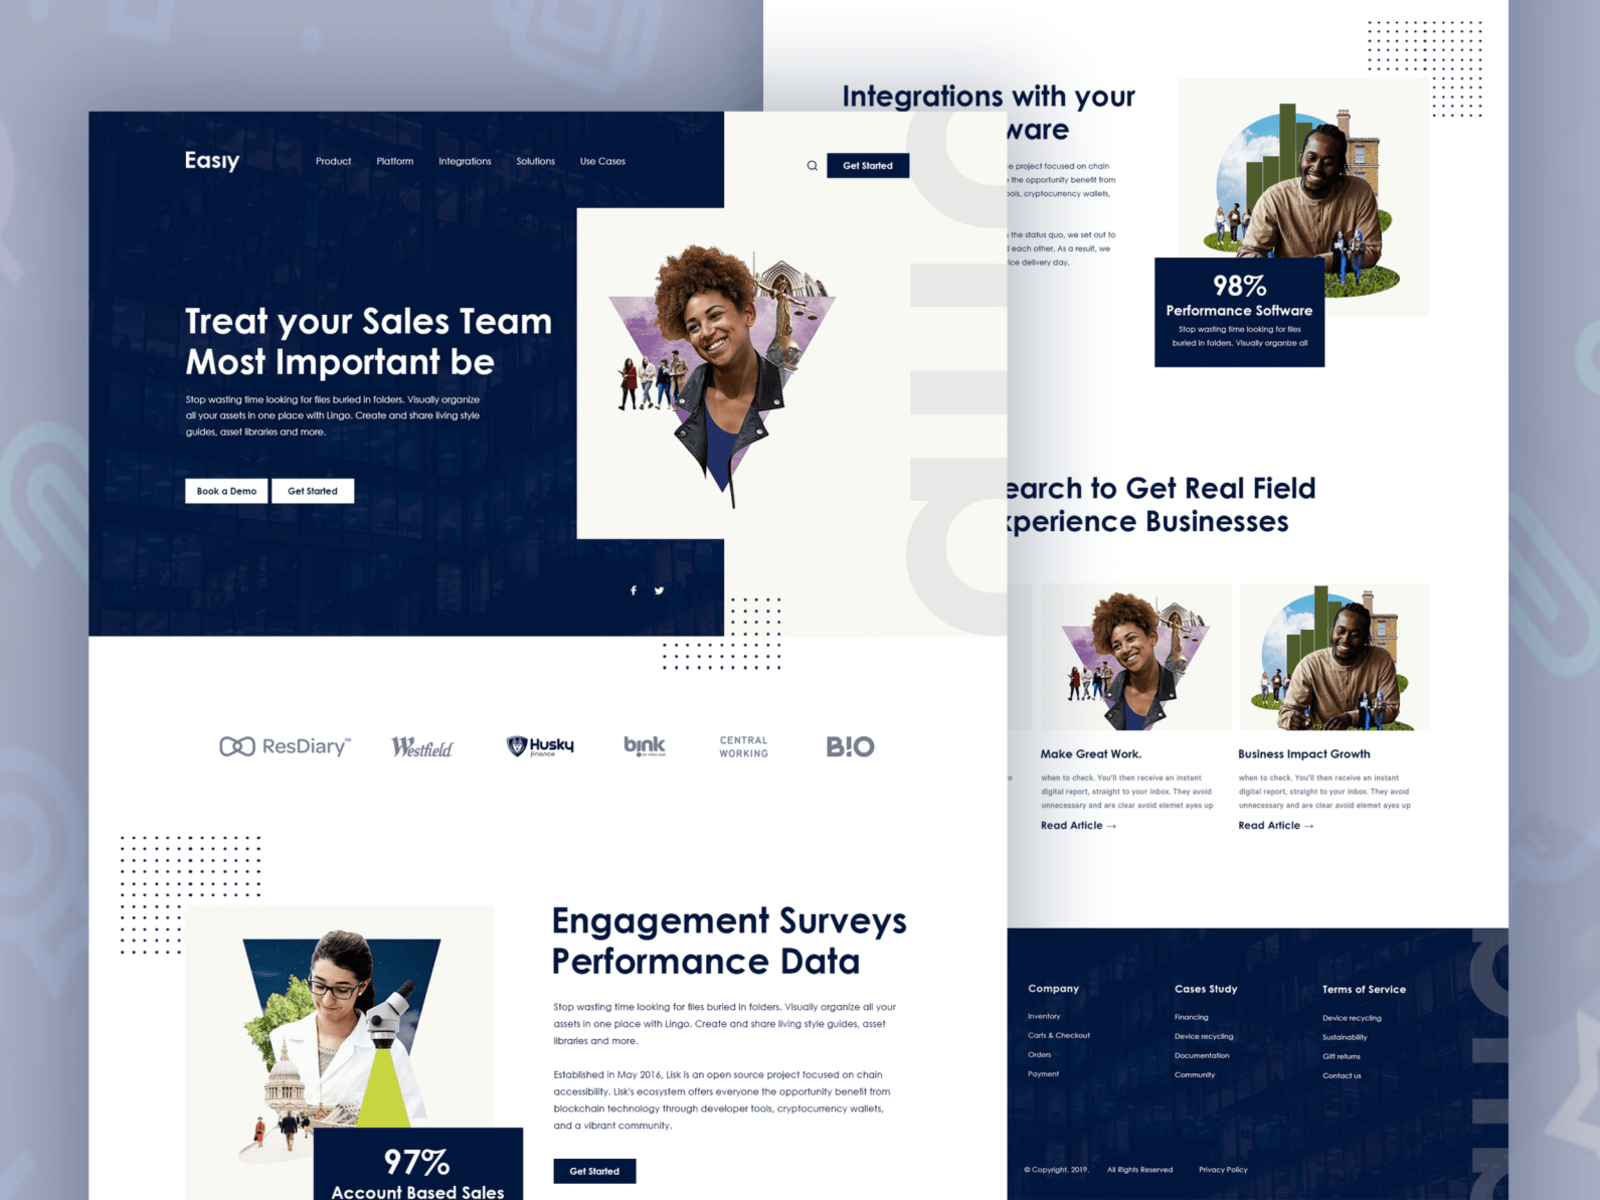 Easıy
Product
Platform
Integrations
Solutions
Use Cases
Get Started
Treat your Sales Team
Most Important be
Stop wasting time looking for files buried in folders. Visually organize
all your assets in one place with Lingo. Create and share living style
guides, asset libraries and more.
Book a Demo
Get Started
ResDiary™
Westfield
Husky
finance
bink
CENTRAL
WORKING
B!O
Engagement Surveys
Performance Data
Stop wasting time looking for files buried in folders. Visually organize all your
assets in one place with Lingo. Create and share living style guides, asset
libraries and more.
Established in May 2016, Lisk is an open source project focused on chain
accessibility. Lisk's ecosystem offers everyone the opportunity benefit from
blockchain technology through developer tools, cryptocurrency wallets,
and a vibrant community.
Get Started
97%
Account Based Sales
Integrations with your
ware
project focused on chain
the opportunity benefit from
ools, cryptocurrency wallets,
the status quo, we set out to
each other. As a result, we
ice delivery day.
98%
Performance Software
Stop wasting time looking for files
buried in folders. Visually organize all
earch to Get Real Field
xperience Businesses
Make Great Work.
when to check. You'll then receive an instant
digital report, straight to your inbox. They avoid
unnecessary and are clear avoid elemet ayes up
Read Article →
Business Impact Growth
when to check. You'll then receive an instant
digital report, straight to your inbox. They avoid
unnecessary and are clear avoid elemet ayes up
Read Article →
Company
Inventory
Carts & Checkout
Orders
Payment
Cases Study
Financing
Device recycling
Documentation
Community
Terms of Service
Device recycling
Sustainability
Gift returns
Contact us
© Copyright, 2019.
All Rights Reserved
Privacy Policy